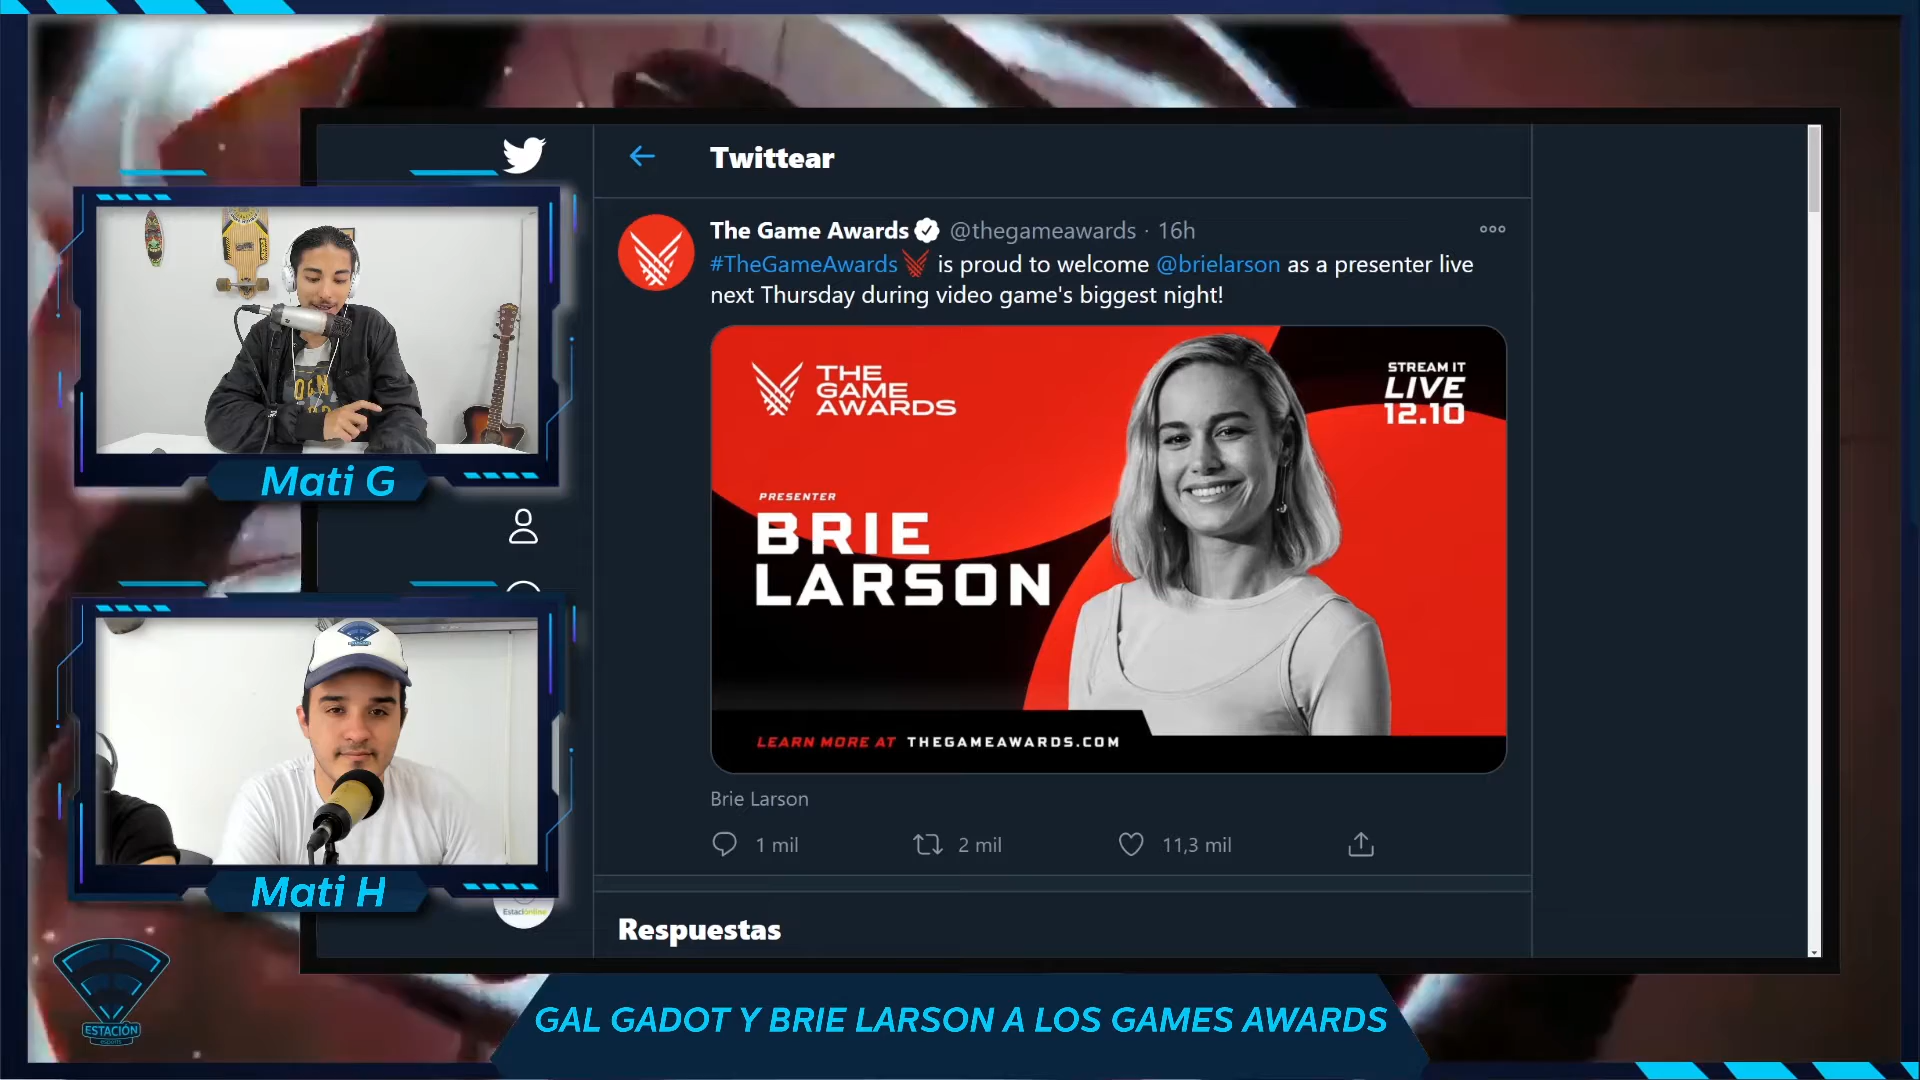 Twittear
The Game Awards @thegameawards · 16h
#TheGameAwards is proud to welcome @brielarson as a presenter live
next Thursday during video game's biggest night!
THE
GAME
AWARDS
STREAM IT
LIVE
12.10
PRESENTER
BRIE
LARSON
LEARN MORE AT THEGAMEAWARDS.COM
Brie Larson
1 mil 2 mil 11,3 mil
Respuestas
Mati G
Mati H
Estacionline
ESTACIÓN
GAL GADOT Y BRIE LARSON A LOS GAMES AWARDS